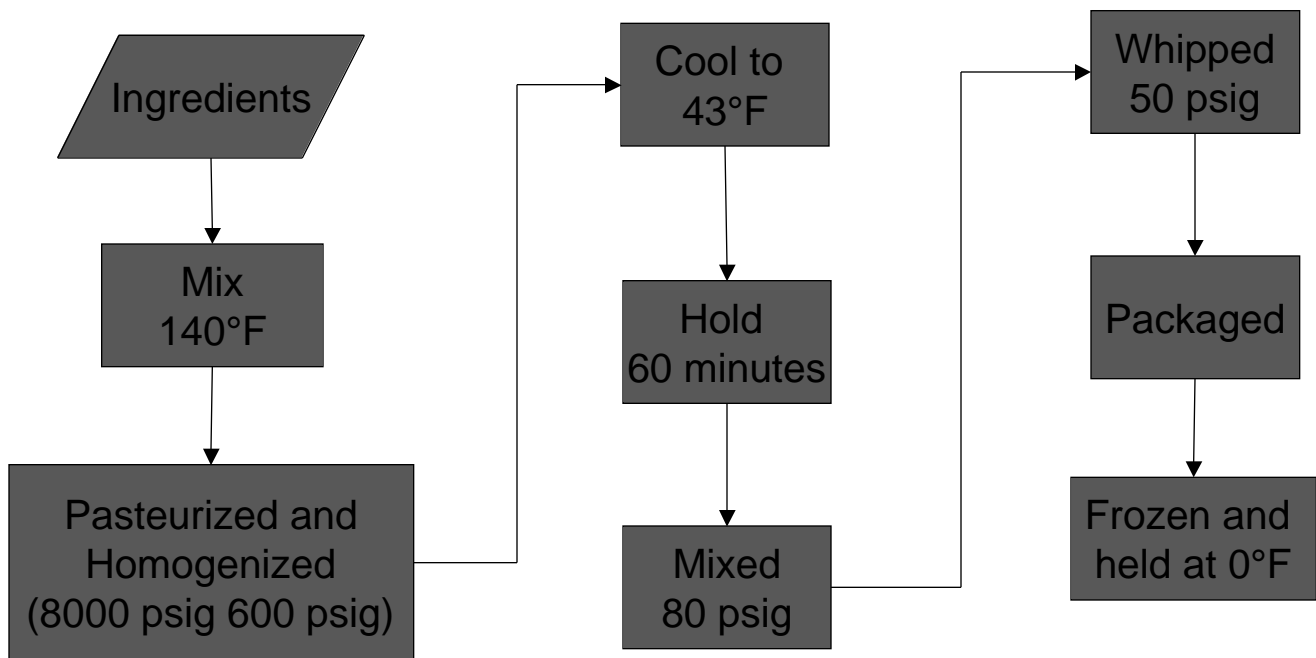 Ingredients
Mix
140°F
Pasteurized and
Homogenized
(8000 psig 600 psig)
Cool to
43°F
Hold
60 minutes
Mixed
80 psig
Whipped
50 psig
Packaged
Frozen and
held at 0°F